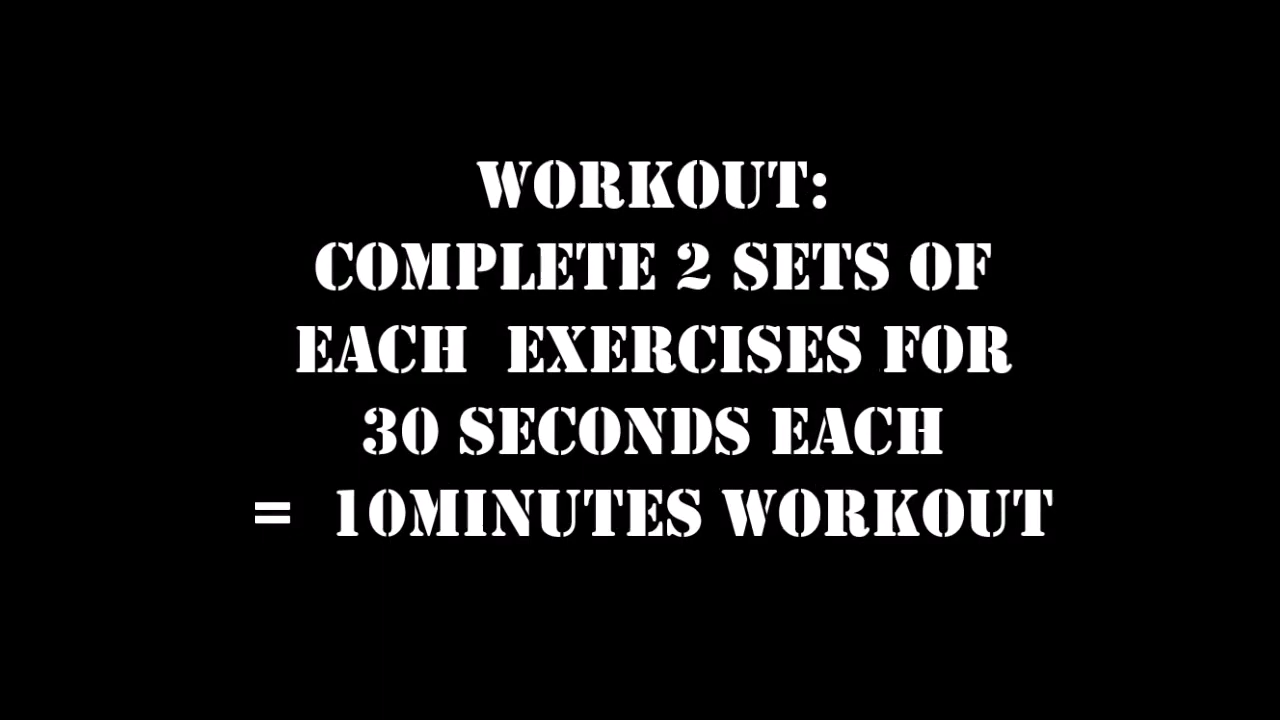 WORKOUT:
COMPLETE 2 SETS OF
EACH  EXERCISES FOR
30 SECONDS EACH
=  10MINUTES WORKOUT